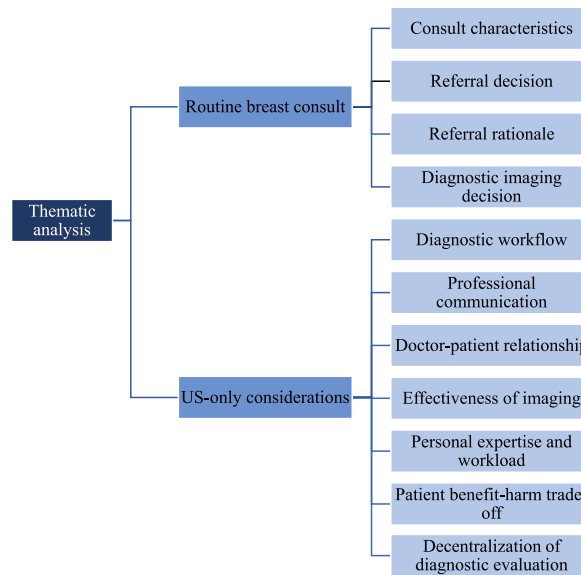 Thematic
analysis
Routine breast consult
Consult characteristics
Referral decision
Referral rationale
Diagnostic imaging
decision
US-only considerations
Diagnostic workflow
Professional
communication
Doctor-patient relationship
Effectiveness of imaging
Personal expertise and
workload
Patient benefit-harm trade-
off
Decentralization of
diagnostic evaluation